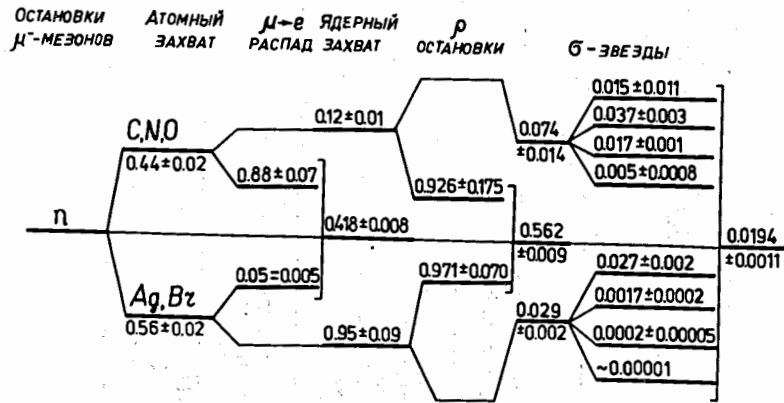 ОСТАНОВКИ АТОМНЫЙ μ→e ЯДЕРНЫЙ ρ
μ⁻-МЕЗОНОВ ЗАХВАТ РАСПАД ЗАХВАТ ОСТАНОВКИ σ-ЗВЕЗДЫ
0.015±0.011
0.12±0.01 0.074 0.037±0.003
C,N,O ±0.014 0.017±0.001
0.44±0.02 0.88±0.07 0.926±0.175 0.005±0.0008
n 0.418±0.008 0.562 0.0194
±0.009 ±0.0011
0.05=0.005 0.971±0.070 0.027±0.002
Ag,Br 0.029 0.0017±0.0002
0.56±0.02 0.95±0.09 ±0.002 0.0002±0.00005
~0.00001